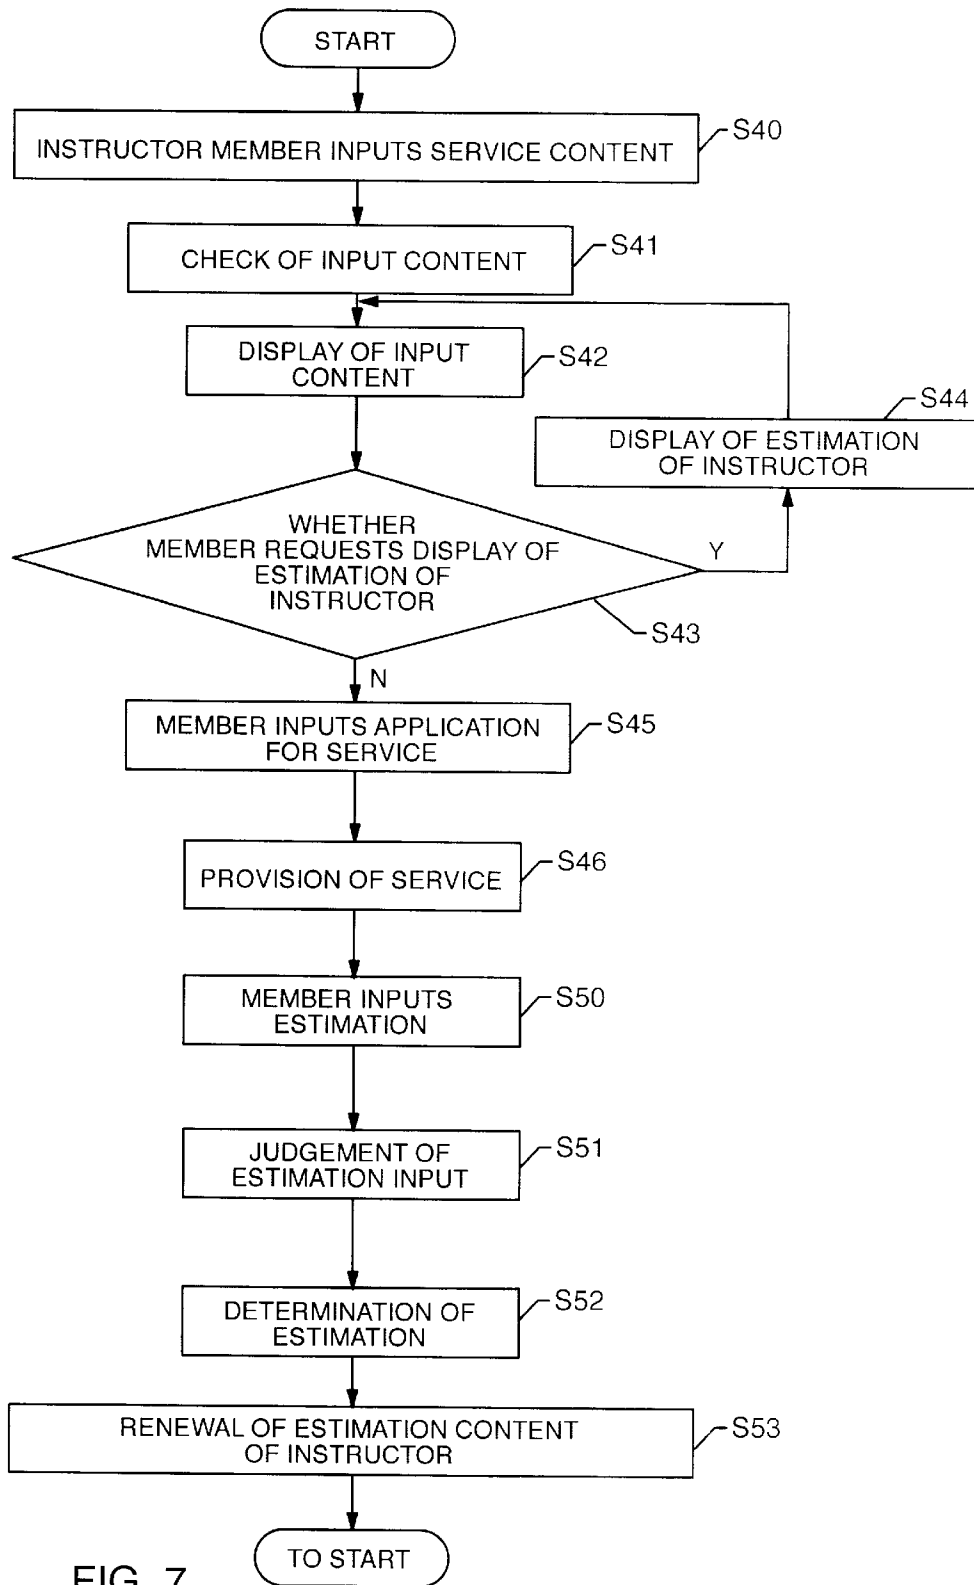 START
INSTRUCTOR MEMBER INPUTS SERVICE CONTENT
S40
CHECK OF INPUT CONTENT
S41
DISPLAY OF INPUT
CONTENT
S42
S44
DISPLAY OF ESTIMATION
OF INSTRUCTOR
WHETHER
MEMBER REQUESTS DISPLAY OF
ESTIMATION OF
INSTRUCTOR
Y
S43
N
MEMBER INPUTS APPLICATION
FOR SERVICE
S45
PROVISION OF SERVICE
S46
MEMBER INPUTS
ESTIMATION
S50
JUDGEMENT OF
ESTIMATION INPUT
S51
DETERMINATION OF
ESTIMATION
S52
RENEWAL OF ESTIMATION CONTENT
OF INSTRUCTOR
S53
TO START
FIG. 7